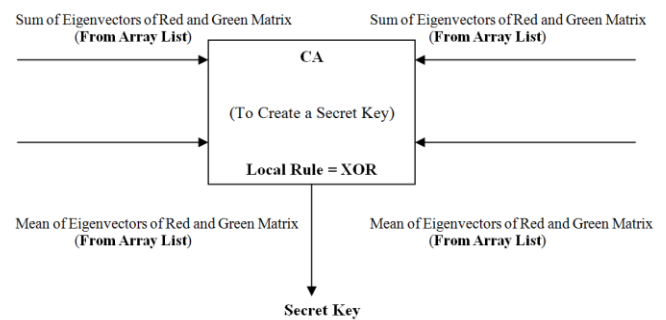 Sum of Eigenvectors of Red and Green Matrix
(From Array List)
Sum of Eigenvectors of Red and Green Matrix
(From Array List)
CA
(To Create a Secret Key)
Local Rule = XOR
Mean of Eigenvectors of Red and Green Matrix
(From Array List)
Mean of Eigenvectors of Red and Green Matrix
(From Array List)
Secret Key